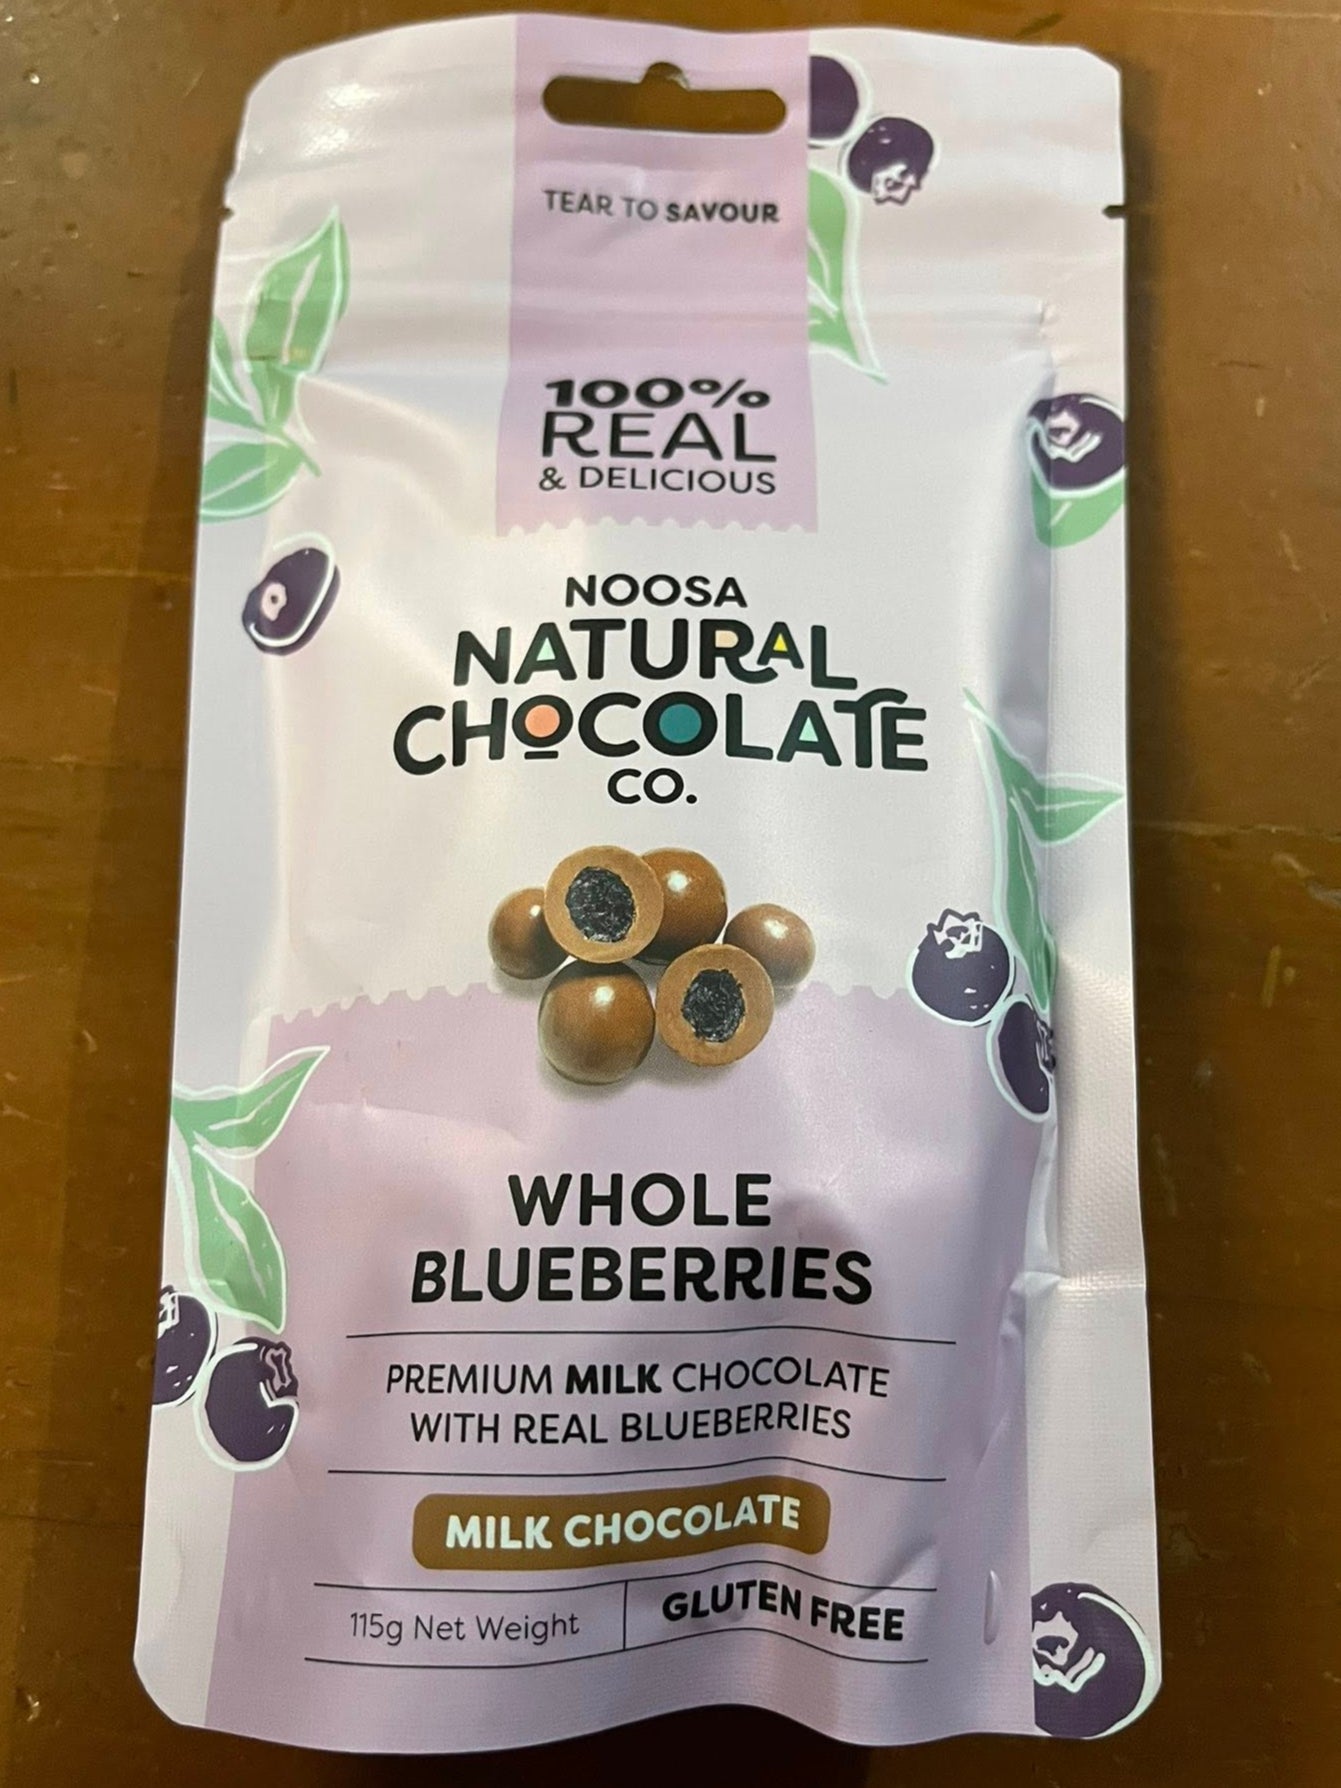 TEAR TO SAVOUR
100%
REAL
& DELICIOUS
NOOSA
NATURAL
CHOCOLATE
CO.
WHOLE
BLUEBERRIES
PREMIUM MILK CHOCOLATE
WITH REAL BLUEBERRIES
MILK CHOCOLATE
115g Net Weight
GLUTEN FREE